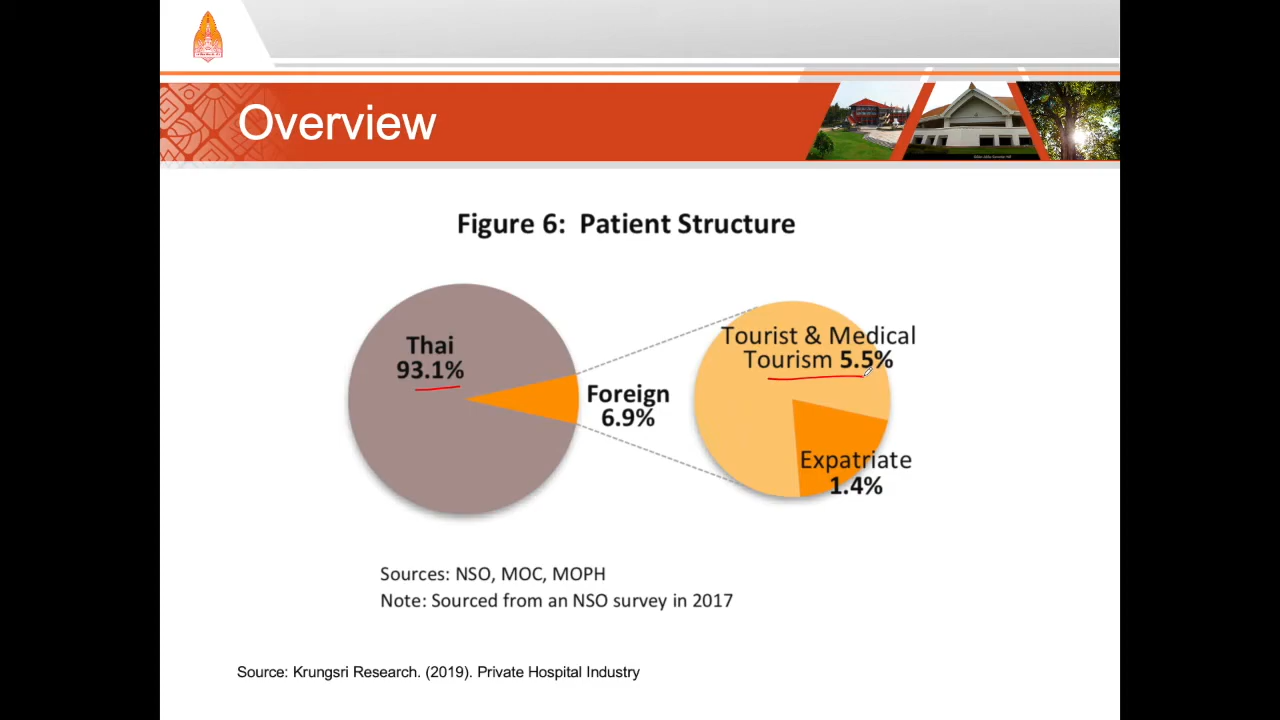 Overview
Figure 6: Patient Structure
Thai
93.1%
Foreign
6.9%
Tourist & Medical
Tourism 5.5%
Expatriate
1.4%
Sources: NSO, MOC, MOPH
Note: Sourced from an NSO survey in 2017
Source: Krungsri Research. (2019). Private Hospital Industry